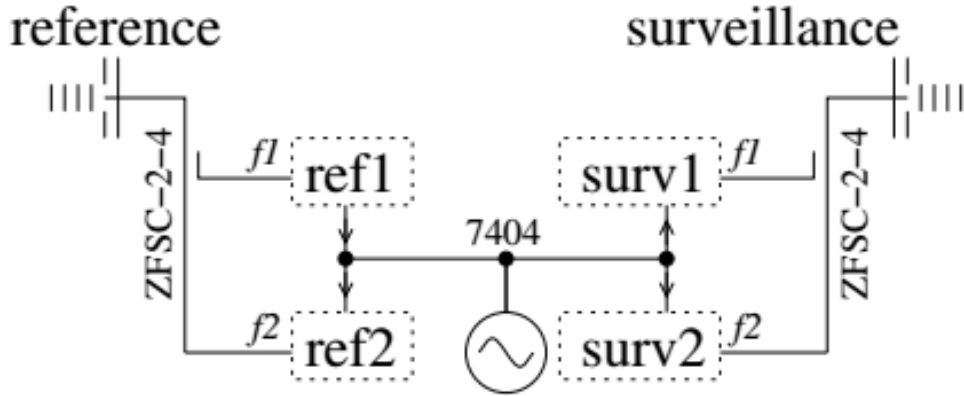 reference
surveillance
ZFSC-2-4
f1
ref1
surv1
f1
ZFSC-2-4
7404
f2
ref2
surv2
f2